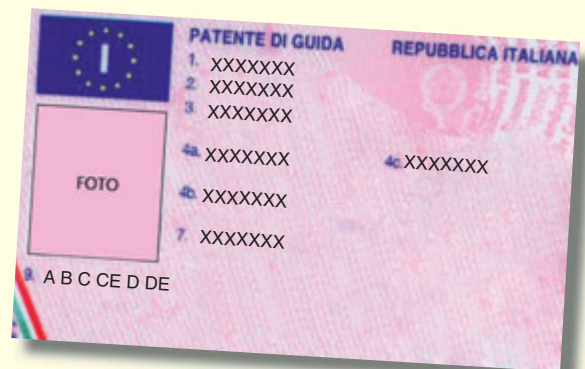 I
PATENTE DI GUIDA
REPUBBLICA ITALIANA
1. XXXXXXX
2. XXXXXXX
3. XXXXXXX
4a. XXXXXXX
4c. XXXXXXX
4b. XXXXXXX
7. XXXXXXX
FOTO
9. A B C CE D DE